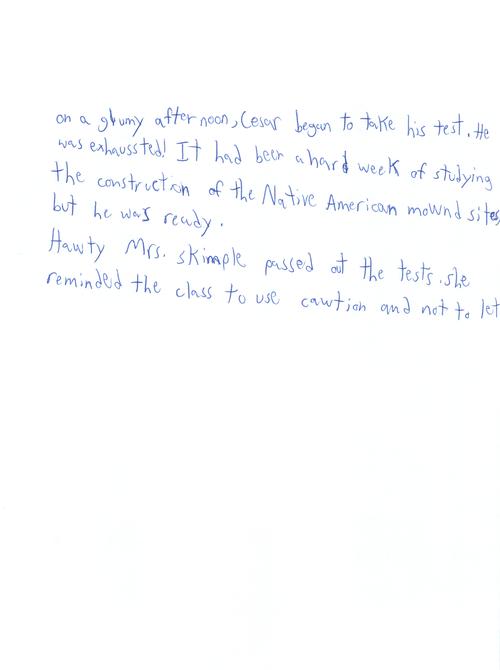 on a glumy afternoon, Cesar began to take his test. He
was exhaussted! It had been a hard week of studying
the construction of the Native American mownd sites,
but he was ready.
Hawty Mrs. skimple passed out the tests. she
reminded the class to use cawtion and not to let